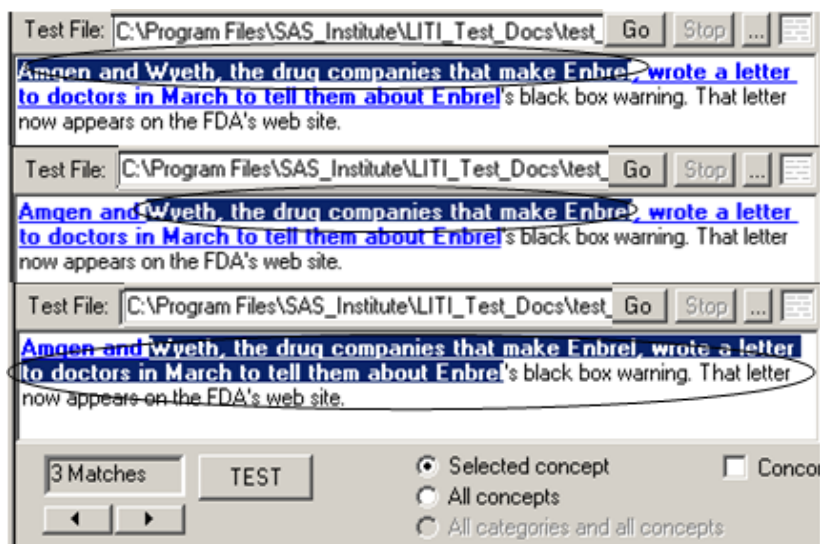 Test File: C:\Program Files\SAS_Institute\LITI_Test_Docs\test_ Go Stop ...
Amgen and Wyeth, the drug companies that make Enbrel, wrote a letter
to doctors in March to tell them about Enbrel's black box warning. That letter
now appears on the FDA's web site.
Test File: C:\Program Files\SAS_Institute\LITI_Test_Docs\test_ Go Stop ...
Amgen and Wyeth, the drug companies that make Enbrel, wrote a letter
to doctors in March to tell them about Enbrel's black box warning. That letter
now appears on the FDA's web site.
Test File: C:\Program Files\SAS_Institute\LITI_Test_Docs\test_ Go Stop ...
Amgen and Wyeth, the drug companies that make Enbrel, wrote a letter
to doctors in March to tell them about Enbrel's black box warning. That letter
now appears on the FDA's web site.
3 Matches TEST Selected concept Concor
All concepts
All categories and all concepts